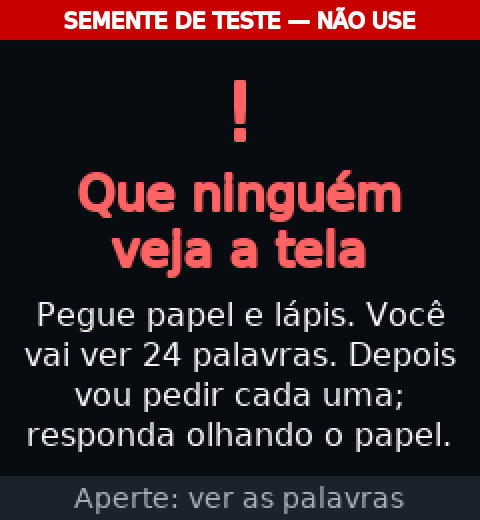 SEMENTE DE TESTE — NÃO USE
!
Que ninguém
veja a tela
Pegue papel e lápis. Você
vai ver 24 palavras. Depois
vou pedir cada uma;
responda olhando o papel.
Aperte: ver as palavras